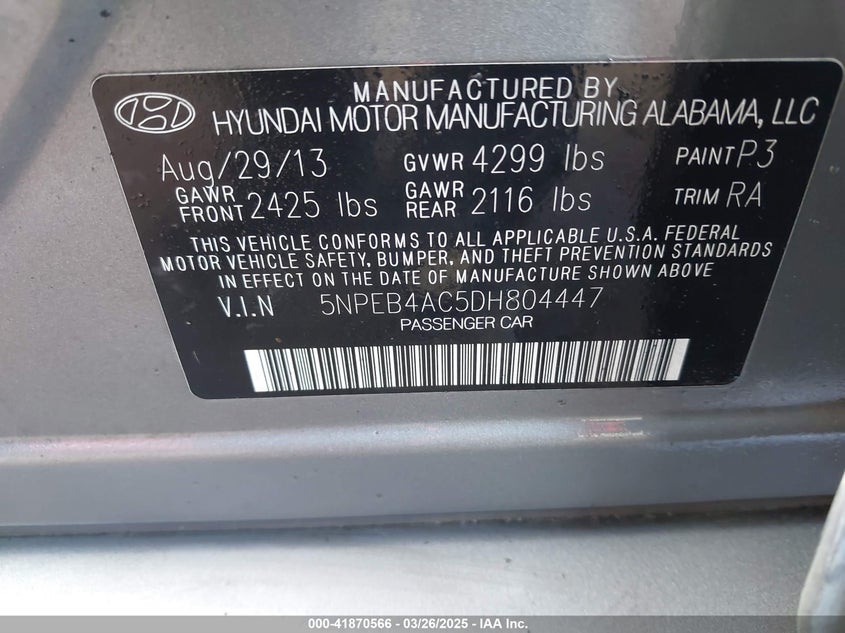 MANUFACTURED BY
HYUNDAI MOTOR MANUFACTURING ALABAMA, LLC
Aug/29/13 GVWR 4299 lbs PAINT P3
GAWR FRONT 2425 lbs GAWR REAR 2116 lbs TRIM RA
THIS VEHICLE CONFORMS TO ALL APPLICABLE U.S.A. FEDERAL
MOTOR VEHICLE SAFETY, BUMPER, AND THEFT PREVENTION STANDARDS
IN EFFECT ON THE DATE OF MANUFACTURE SHOWN ABOVE
V.I.N 5NPEB4AC5DH804447
PASSENGER CAR
000-41870566 - 03/26/2025 - IAA Inc.